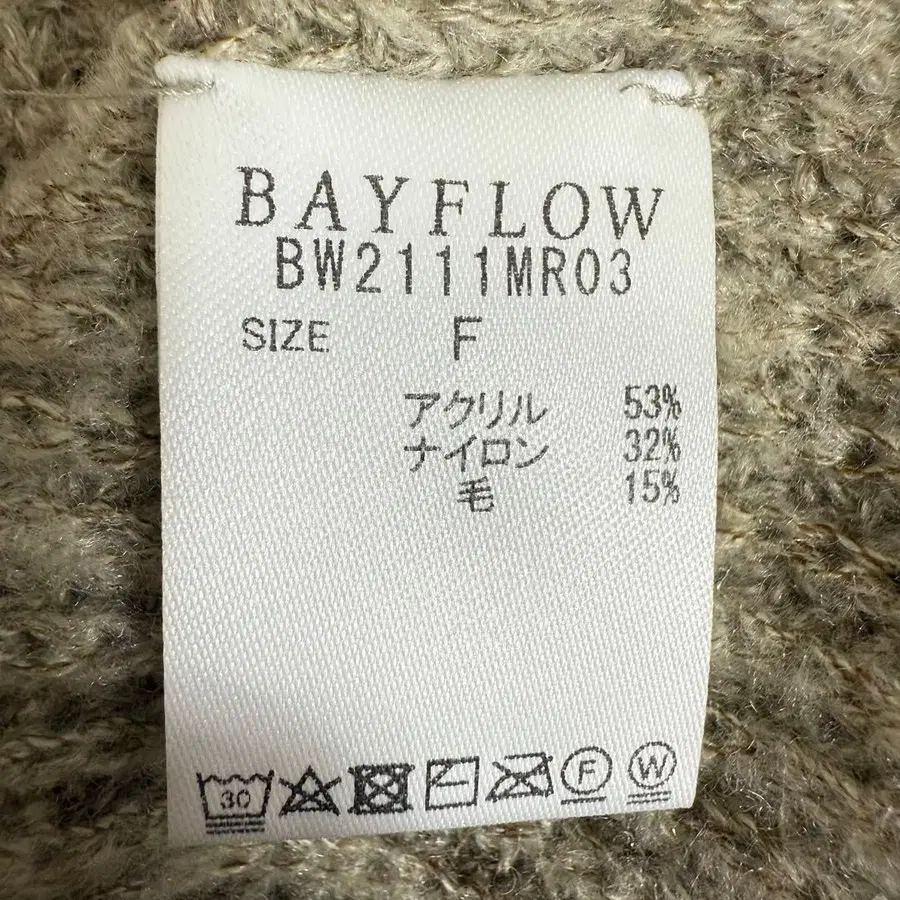 BAYFLOW
BW2111MR03
SIZE F
アクリル 53%
ナイロン 32%
毛 15%
30 F W